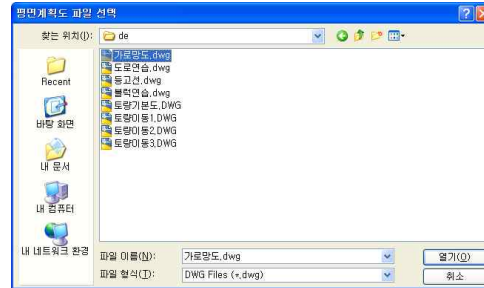 평면계획도 파일 선택
찾는 위치(I): de
가로망도.dwg
도로연습.dwg
등고선.dwg
블럭연습.dwg
토량기본도.DWG
토량이동1.DWG
토량이동2.DWG
토량이동3.DWG
Recent
바탕 화면
내 문서
내 컴퓨터
내 네트워크 환경
파일 이름(N): 가로망도.dwg 열기(O)
파일 형식(T): DWG Files (*.dwg) 취소